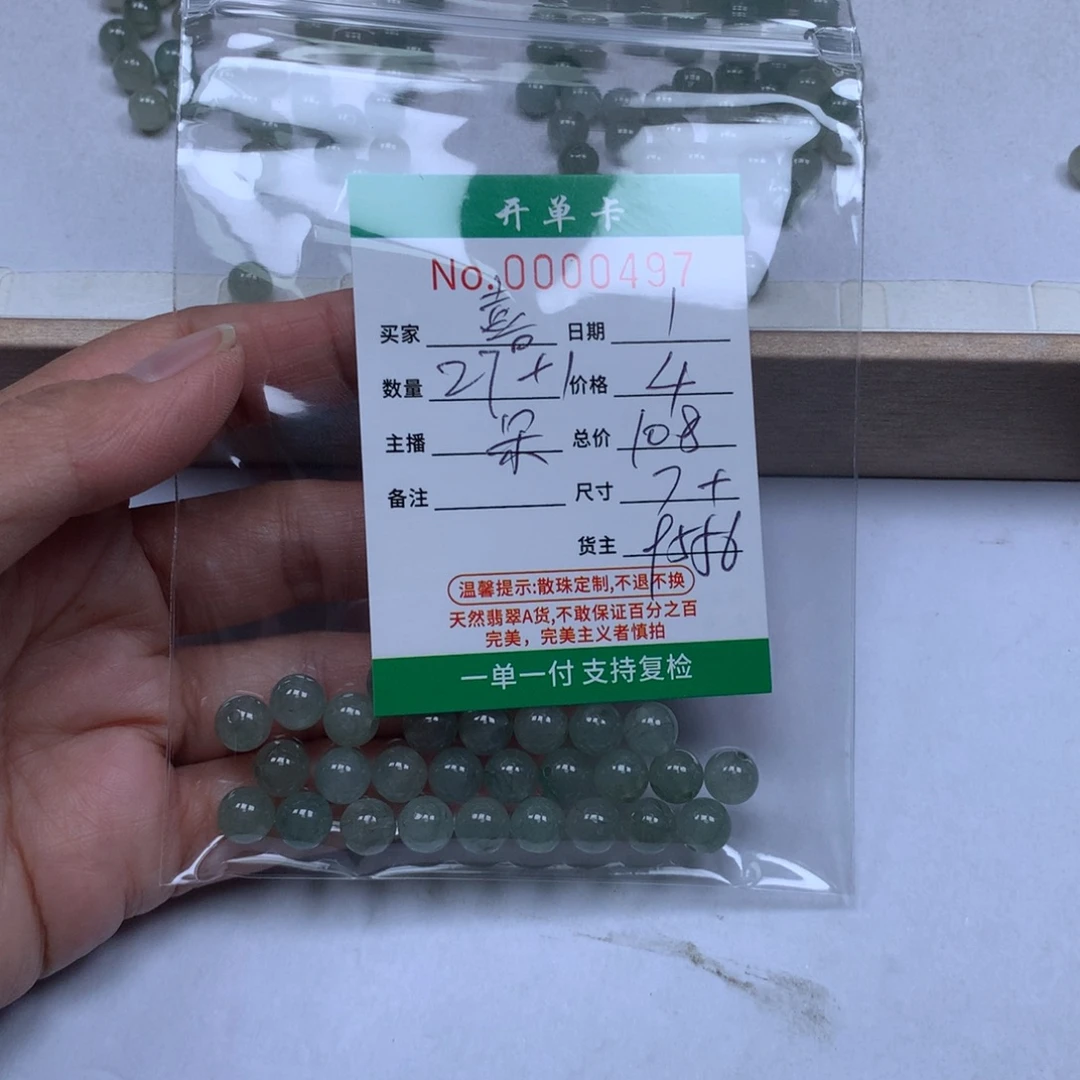 开单卡
No.0000497
买家 喜 日期 1
数量 27+1 价格 4
主播 呆 总价 108
备注 尺寸 7+
货主 9556
温馨提示:散珠定制,不退不换
天然翡翠A货,不敢保证百分之百
完美，完美主义者慎拍
一单一付 支持复检